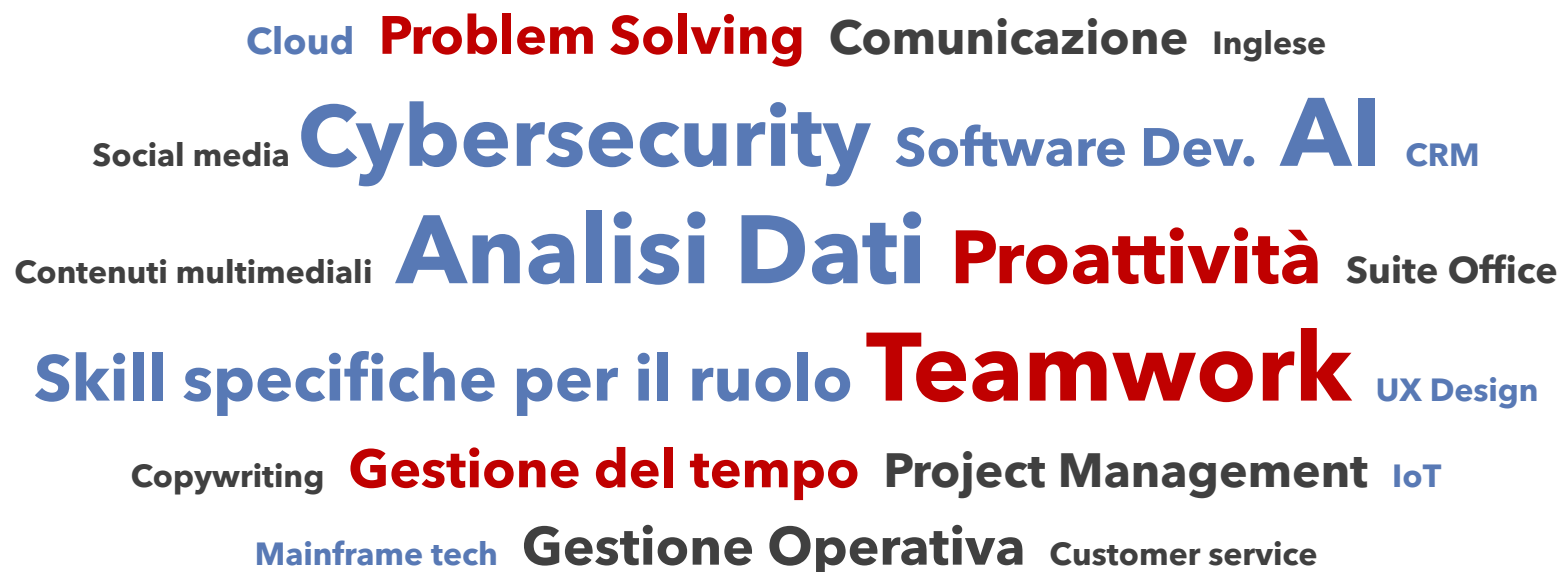 Cloud Problem Solving Comunicazione Inglese
Social media Cybersecurity Software Dev. AI CRM
Contenuti multimediali Analisi Dati Proattività Suite Office
Skill specifiche per il ruolo Teamwork UX Design
Copywriting Gestione del tempo Project Management IoT
Mainframe tech Gestione Operativa Customer service